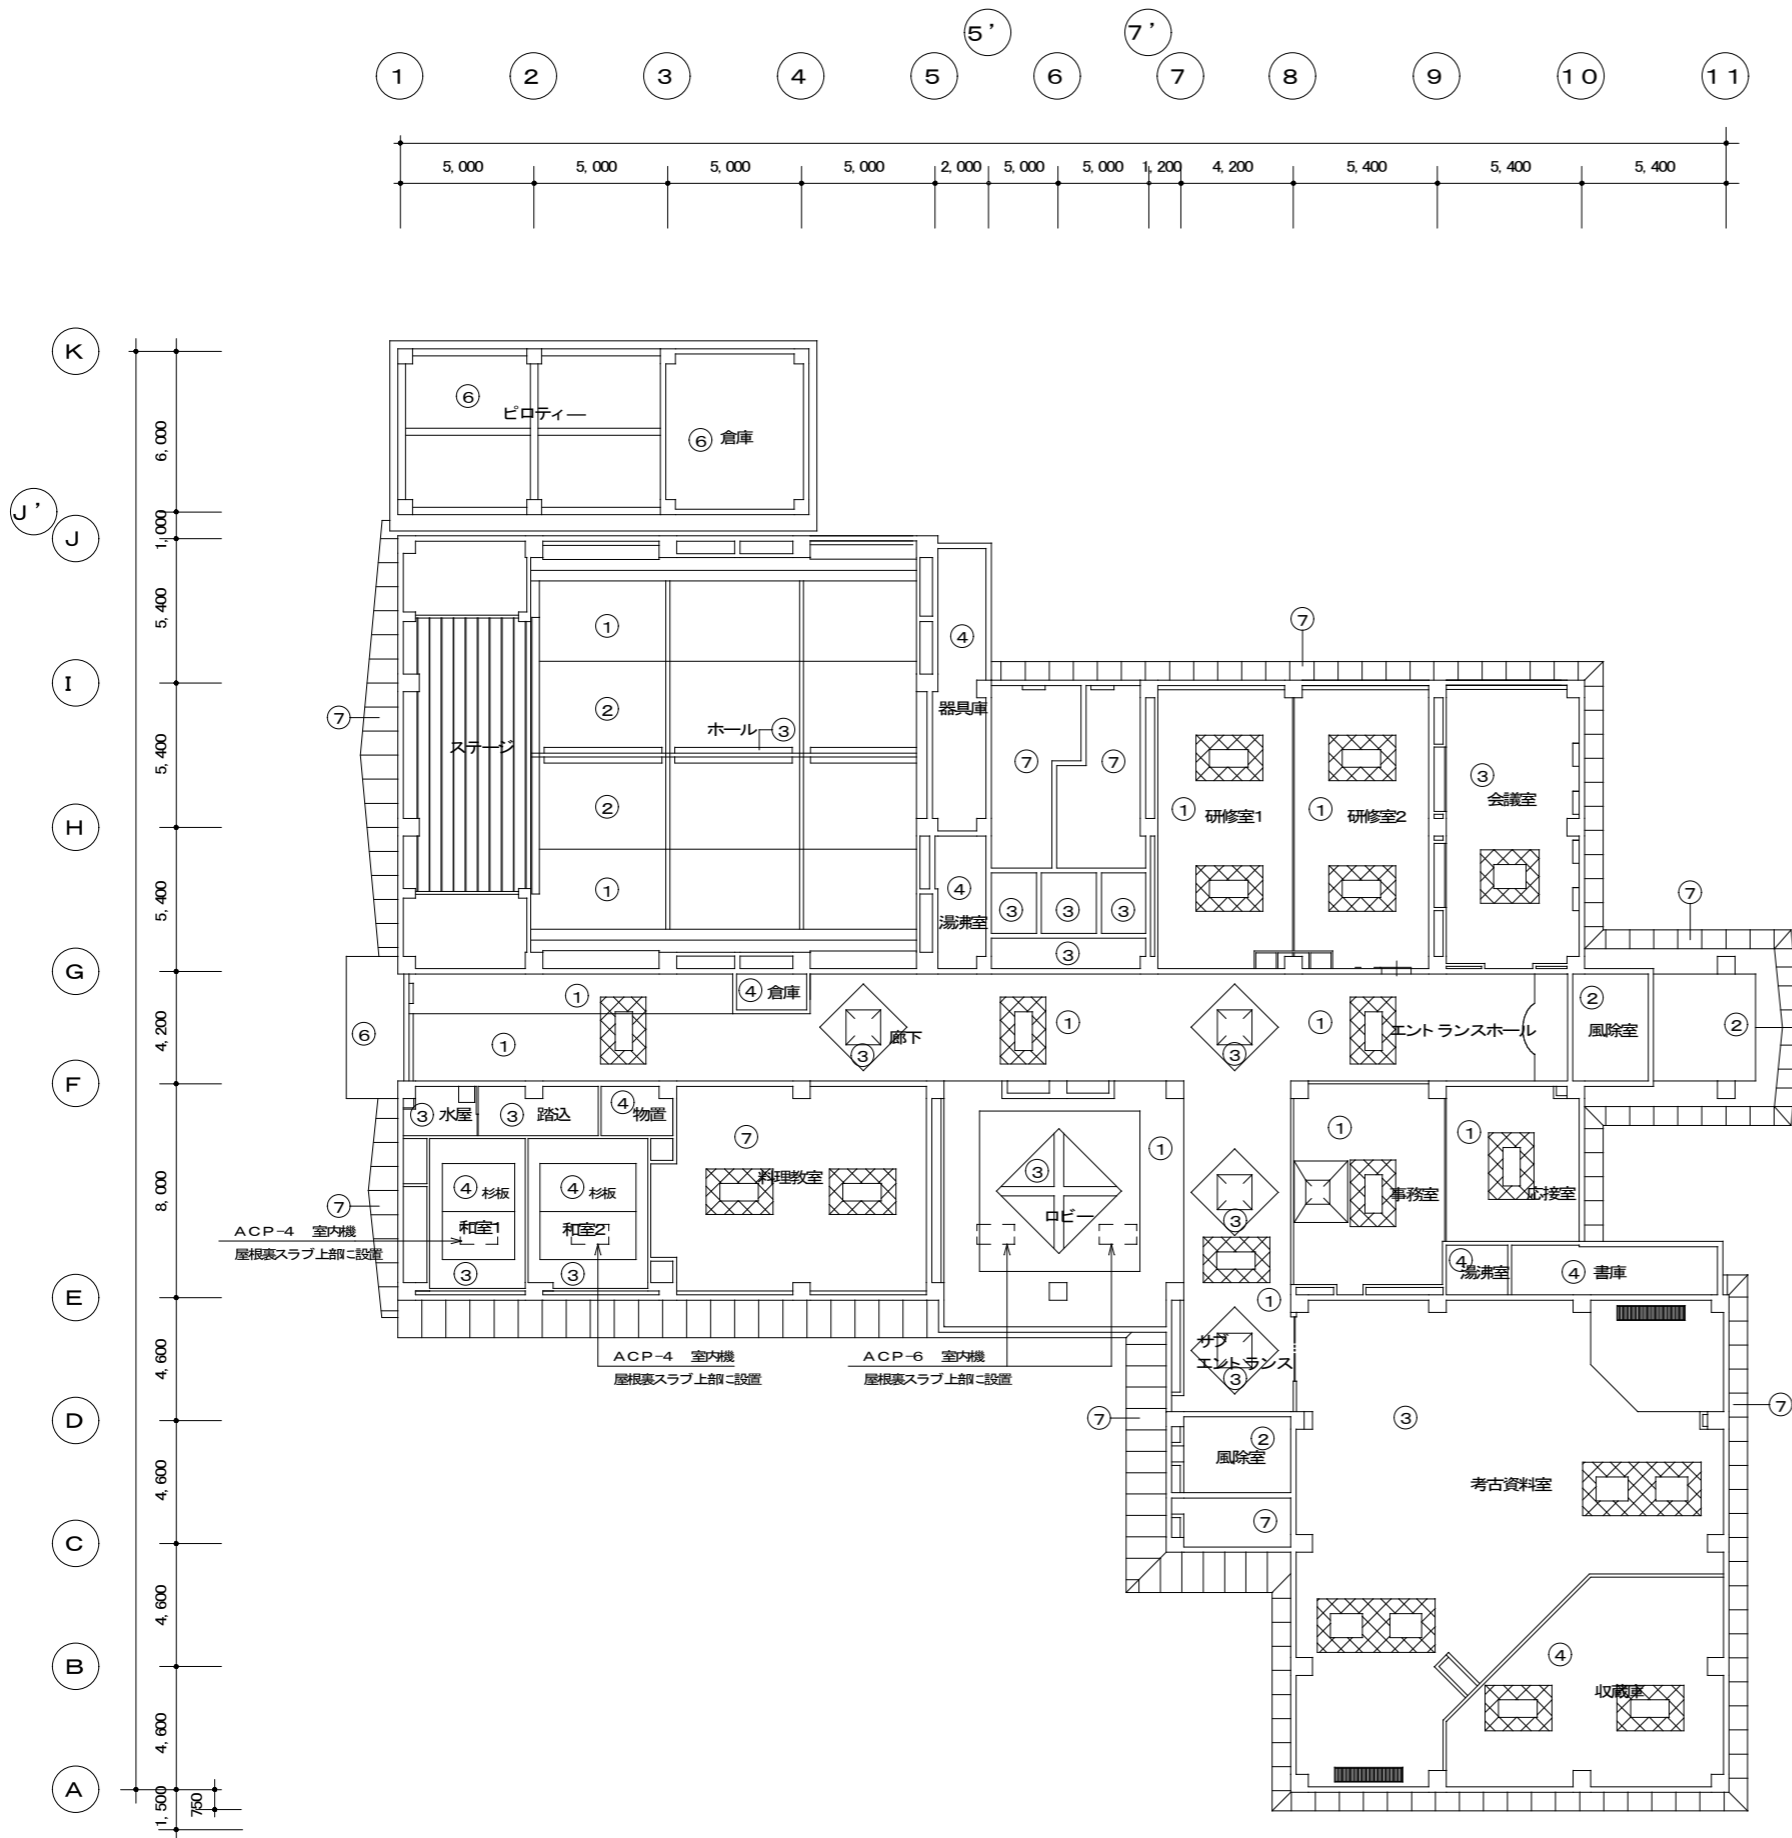 5' 7'
1 2 3 4 5 6 7 8 9 10 11
5,000 5,000 5,000 5,000 2,000 5,000 5,000 1,200 4,200 5,400 5,400 5,400
K
6,000
⑥
ピロティー
⑥ 倉庫
J'
1,000
J
5,400
① ④ ⑦
I
器具庫
⑦ ② ホール ③
ステージ
5,400
⑦ ⑦ ③
会議室
② ① 研修室1 ① 研修室2
H
5,400
① ④ ⑦
湯沸室 ③ ③ ③
③
G
① ④ 倉庫 ②
4,200
⑥ ① 廊下 ③ ① ③ ① エントランスホール 風除室 ②
F
③ 水屋 ③ 踏込 ④ 物置
⑦ ① ① ①
8,000
④ 杉板 ④ 杉板 料理教室 ③ 事務室 応接室
⑦
和室1 和室2 ロビー ③
ACP-4 室内機
屋根裏スラブ上部に設置
③ ③ ④ 湯沸室 ④ 書庫
E
①
4,600
ACP-4 室内機
屋根裏スラブ上部に設置
ACP-6 室内機
屋根裏スラブ上部に設置
サブ
エントランス
③
D
⑦ ③ ⑦
②
風除室
4,600
考古資料室
⑦
C
4,600
④
B
収蔵庫
4,600
A
1,500
750